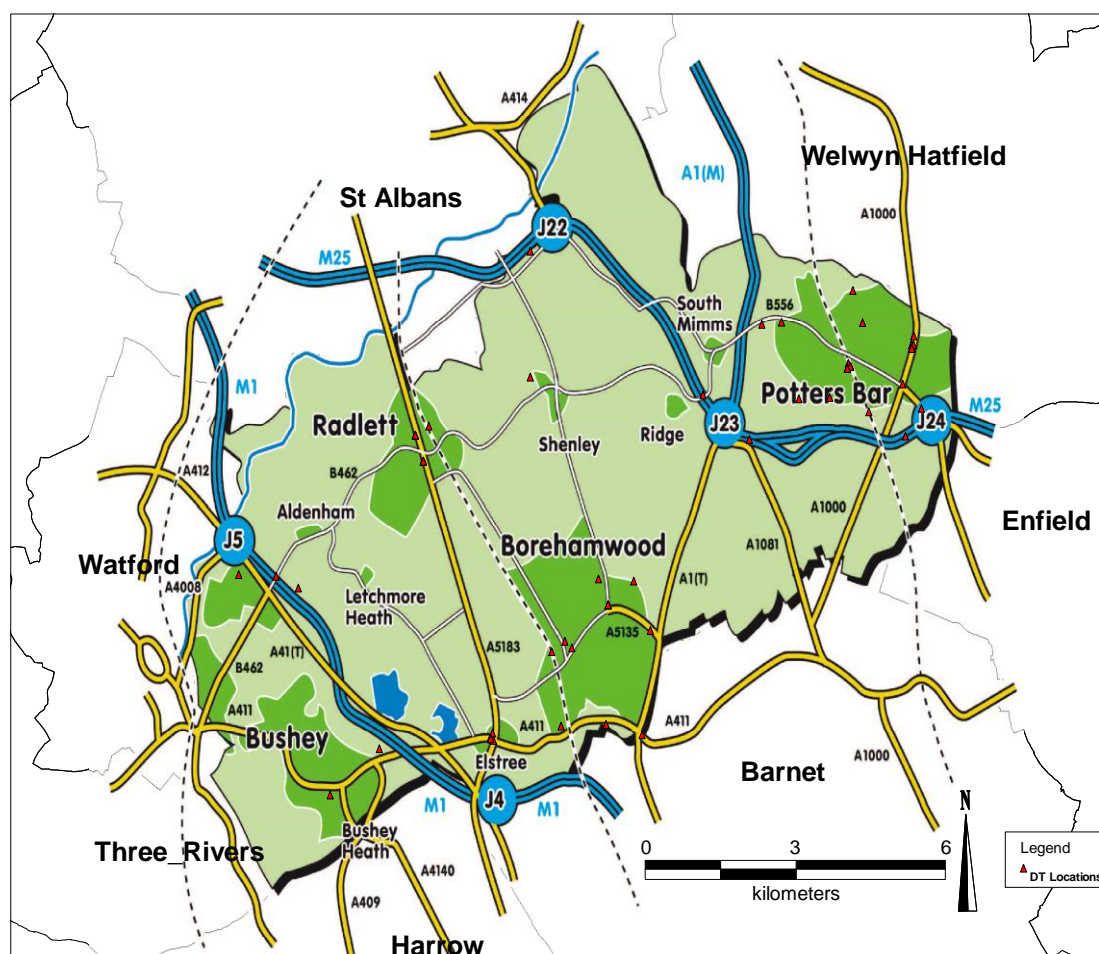 A414
Welwyn Hatfield
A1(M)
St Albans
A1000
J22
M25
South
Mimms
B556
M1
Potters Bar
J23
J24
M25
Radlett
Ridge
Shenley
A412
B462
Aldenham
Enfield
J5
Borehamwood
A1000
A1081
Watford
A4008
A1(T)
Letchmore
Heath
A5135
A5183
B462
A41(T)
A411
A411
A411
Bushey
Elstree
Barnet
A1000
M1
J4
M1
N
Bushey
Heath
Three_Rivers
0
3
6
kilometers
Legend
DT Locations
A4140
A409
Harrow